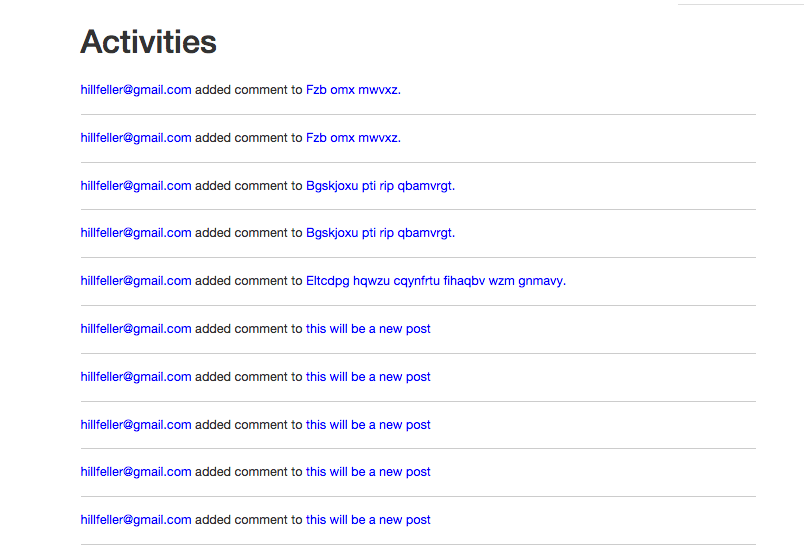 Activities
hillfeller@gmail.com added comment to Fzb omx mwvxz.
hillfeller@gmail.com added comment to Fzb omx mwvxz.
hillfeller@gmail.com added comment to Bgskjoxu pti rip qbamvrgt.
hillfeller@gmail.com added comment to Bgskjoxu pti rip qbamvrgt.
hillfeller@gmail.com added comment to Eltcdpg hqwzu cqynfrtu fihaqbv wzm gnmavy.
hillfeller@gmail.com added comment to this will be a new post
hillfeller@gmail.com added comment to this will be a new post
hillfeller@gmail.com added comment to this will be a new post
hillfeller@gmail.com added comment to this will be a new post
hillfeller@gmail.com added comment to this will be a new post